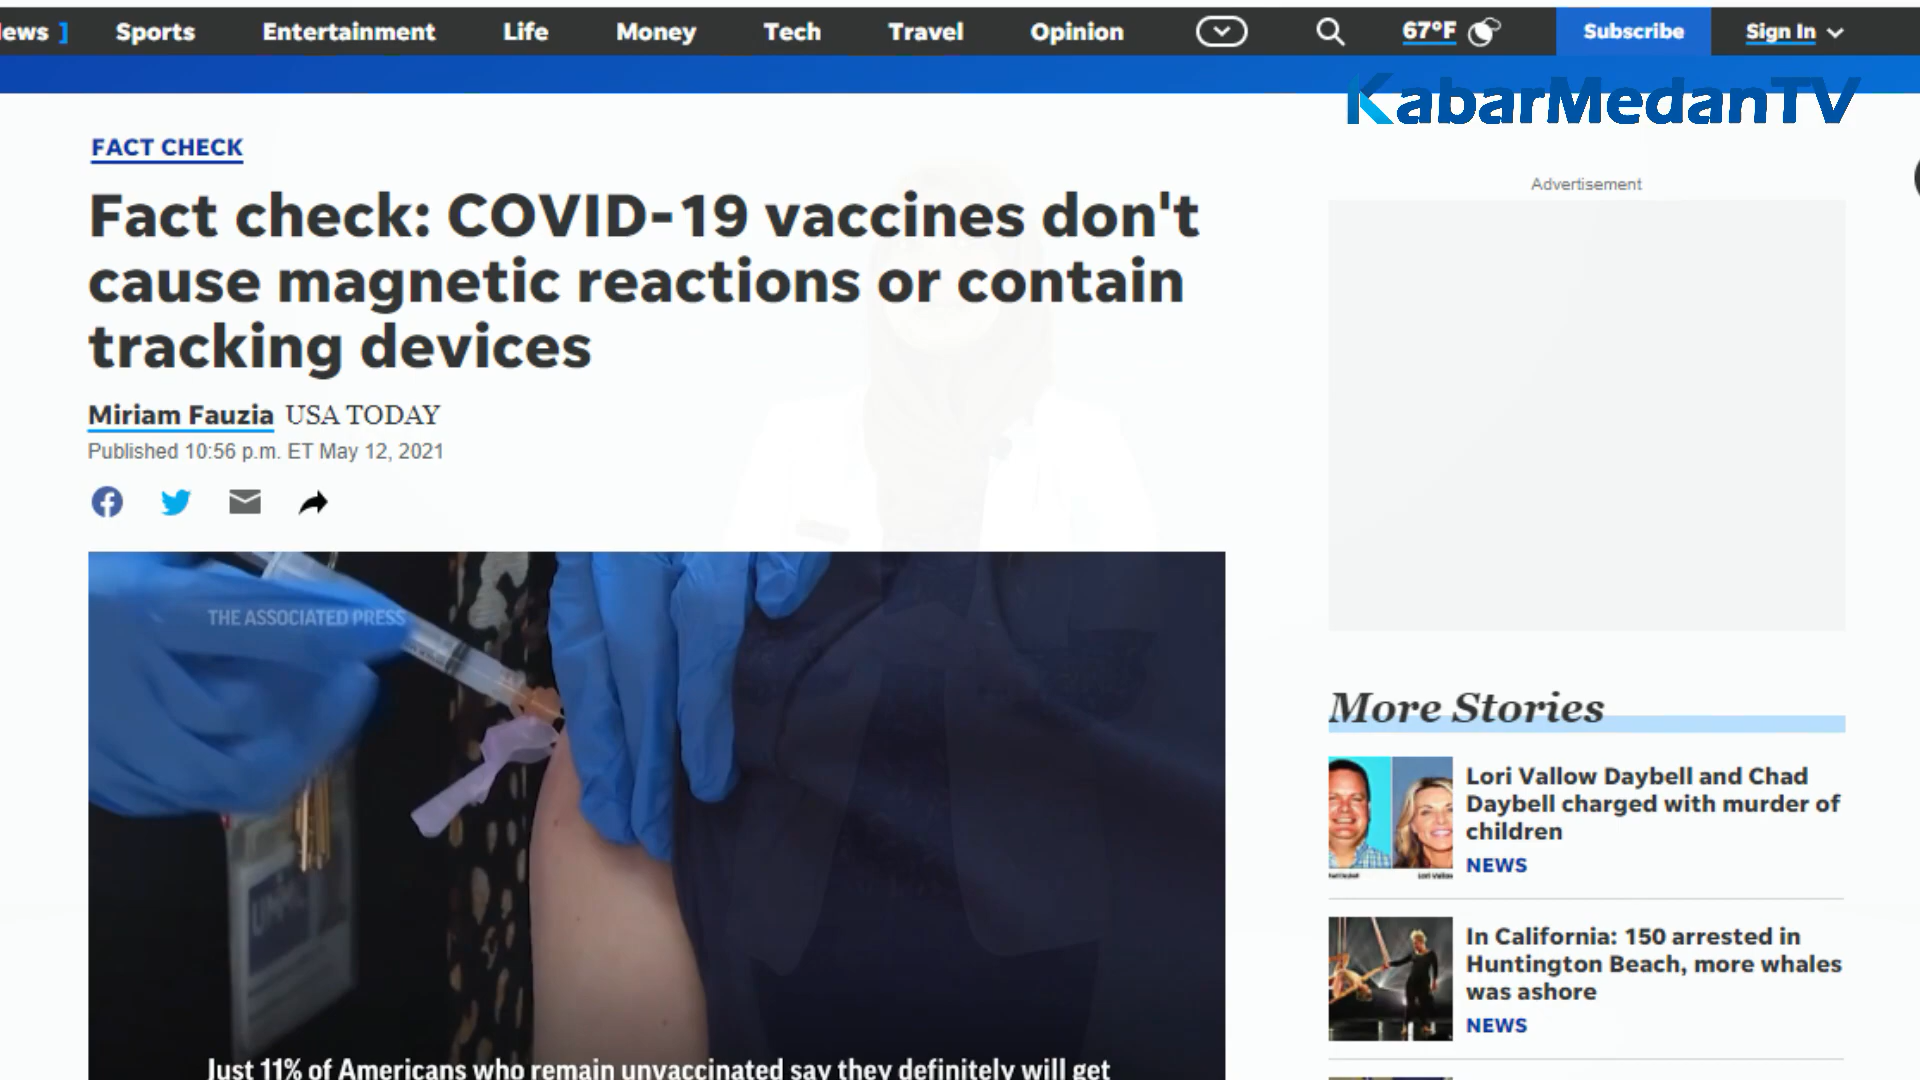 ews ]
Sports
Entertainment
Life
Money
Tech
Travel
Opinion
67°F
Subscribe
Sign In
KabarMedanTV
FACT CHECK
Fact check: COVID-19 vaccines don't
cause magnetic reactions or contain
tracking devices
Miriam Fauzia USA TODAY
Published 10:56 p.m. ET May 12, 2021
THE ASSOCIATED PRESS
Just 11% of Americans who remain unvaccinated say they definitely will get
Advertisement
More Stories
Lori Vallow Daybell and Chad
Daybell charged with murder of
children
NEWS
In California: 150 arrested in
Huntington Beach, more whales
was ashore
NEWS